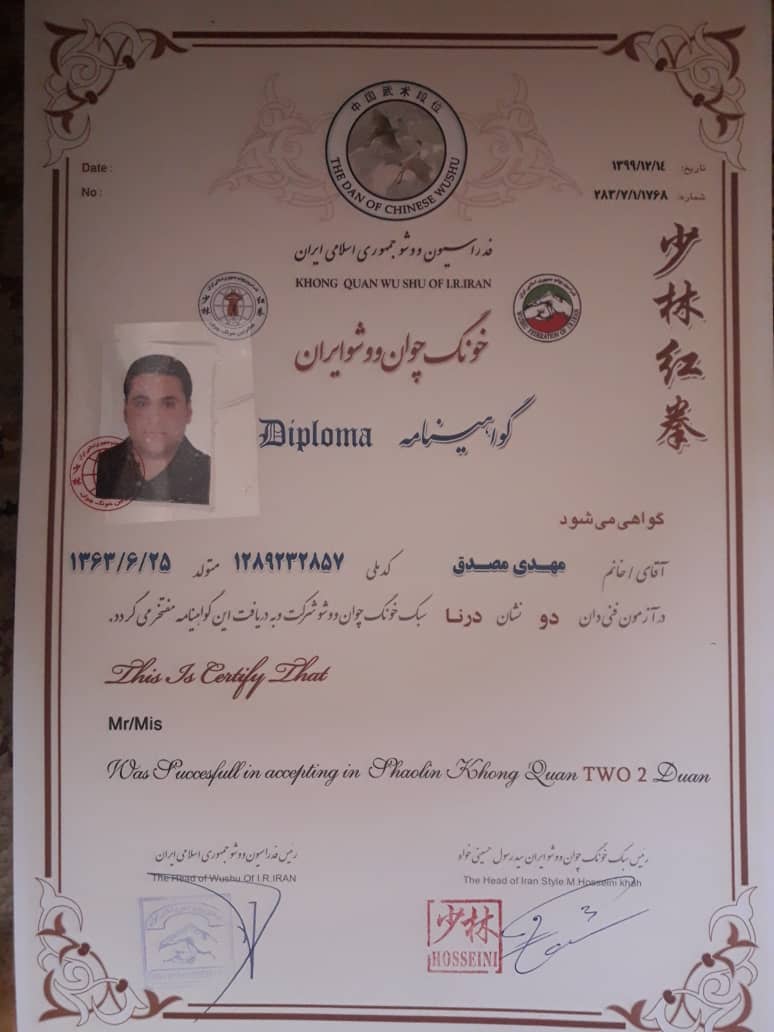 中国武术段位
THE DAN OF CHINESE WUSHU
Date :
تاریخ: ۱۳۹۹/۱۲/۱٤
No :
شماره: ۲۸۳/۷/۱/۱۷۶۸
فدراسیون ووشو جمهوری اسلامی ایران
KHONG QUAN WU SHU OF I.R.IRAN
WUSHU FEDERATION OF I.R.IRAN
少林红拳
خونگ چوان ووشو ایران
Diploma گواهینامه
گواهی می شود
آقای / خانم مهدی مصدق کد ملی ۱۲۸۹۲۳۲۸۵۷ متولد ۱۳۶۳/۶/۲۵
در آزمون فنی دان دو نشان درنا سبک خونگ چوان ووشو شرکت و به دریافت این گواهینامه مفتخر می گردد.
This Is Certify That
Mr/Mis
Was Succesfull in accepting in Shaolin Khong Quan TWO 2 Duan
رئیس فدراسیون ووشو جمهوری اسلامی ایران
The Head of Wushu Of I.R.IRAN
رئیس سبک خونگ چوان ووشو ایران سیدرسول حسینی خواه
The Head of Iran Style M.Hosseini khah
少林
HOSSEINI